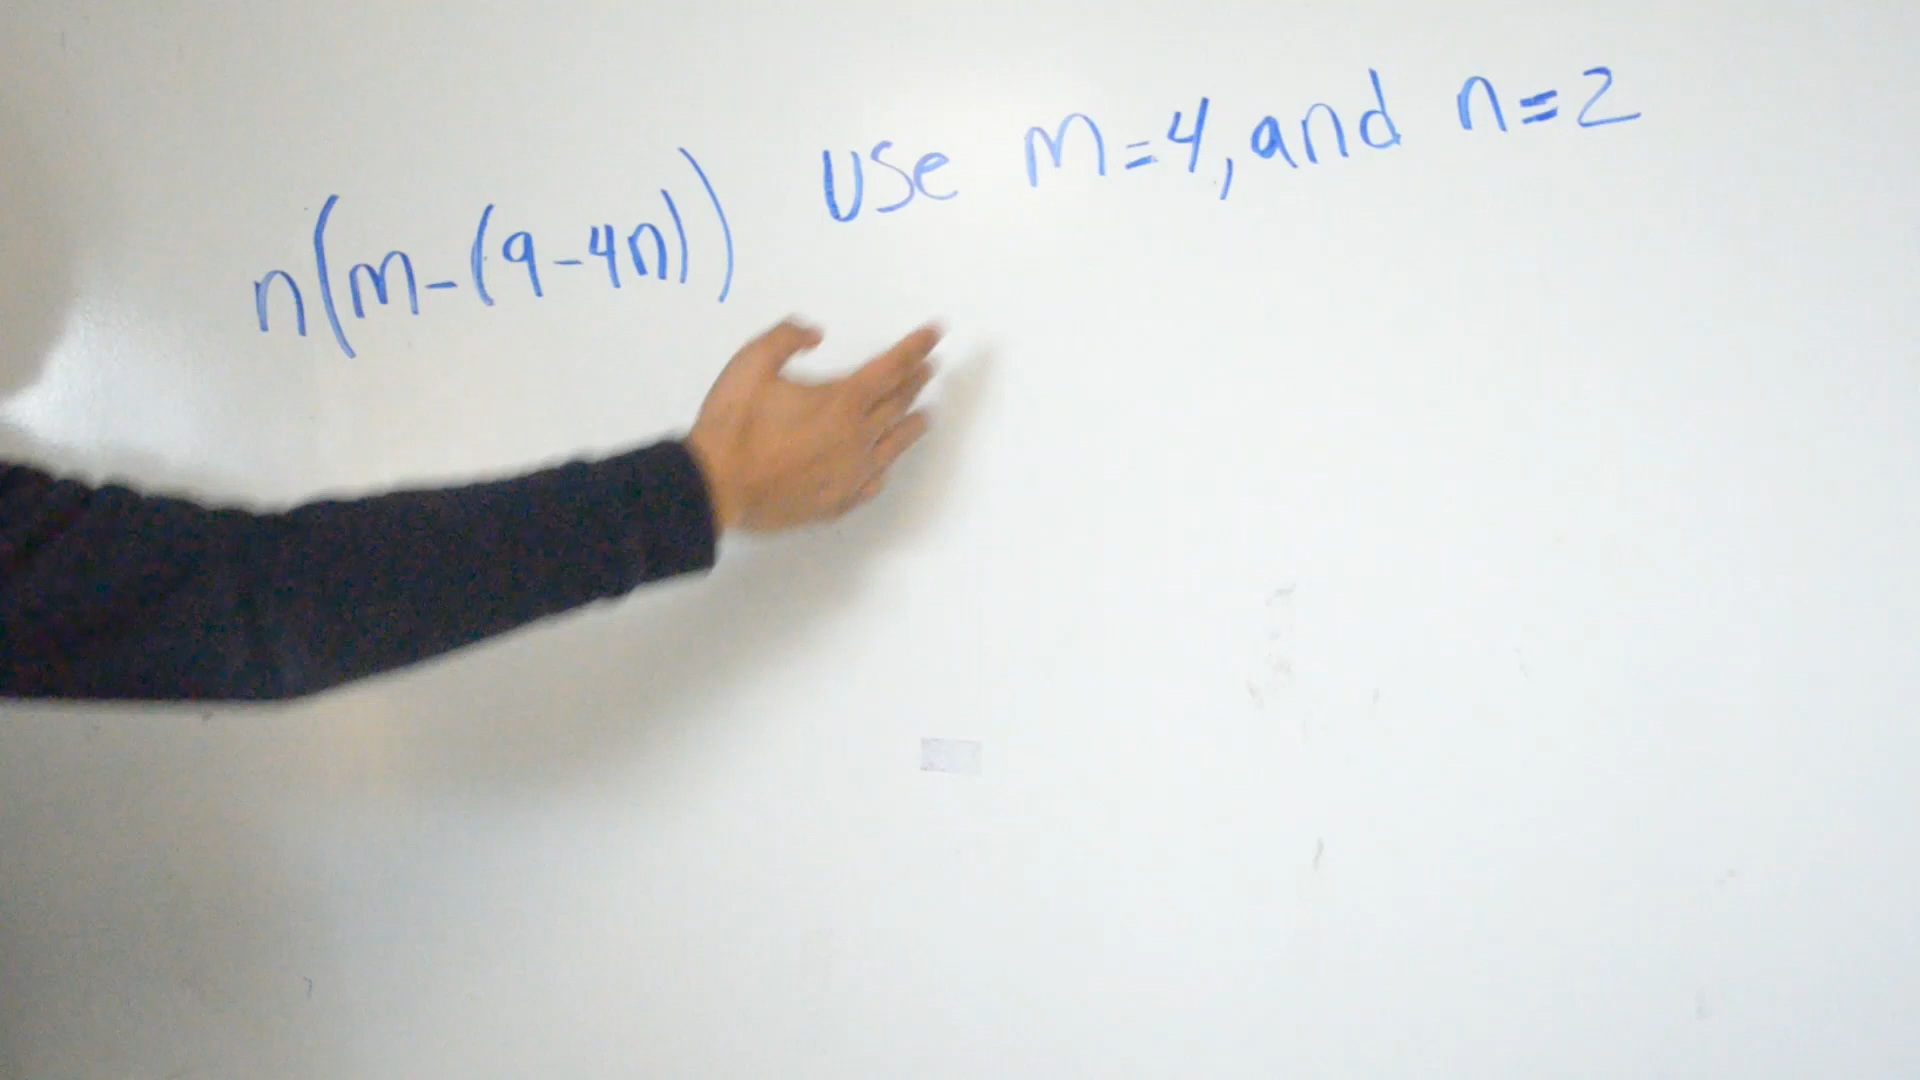 n(m-(9-4n)) USe m=4, and n=2